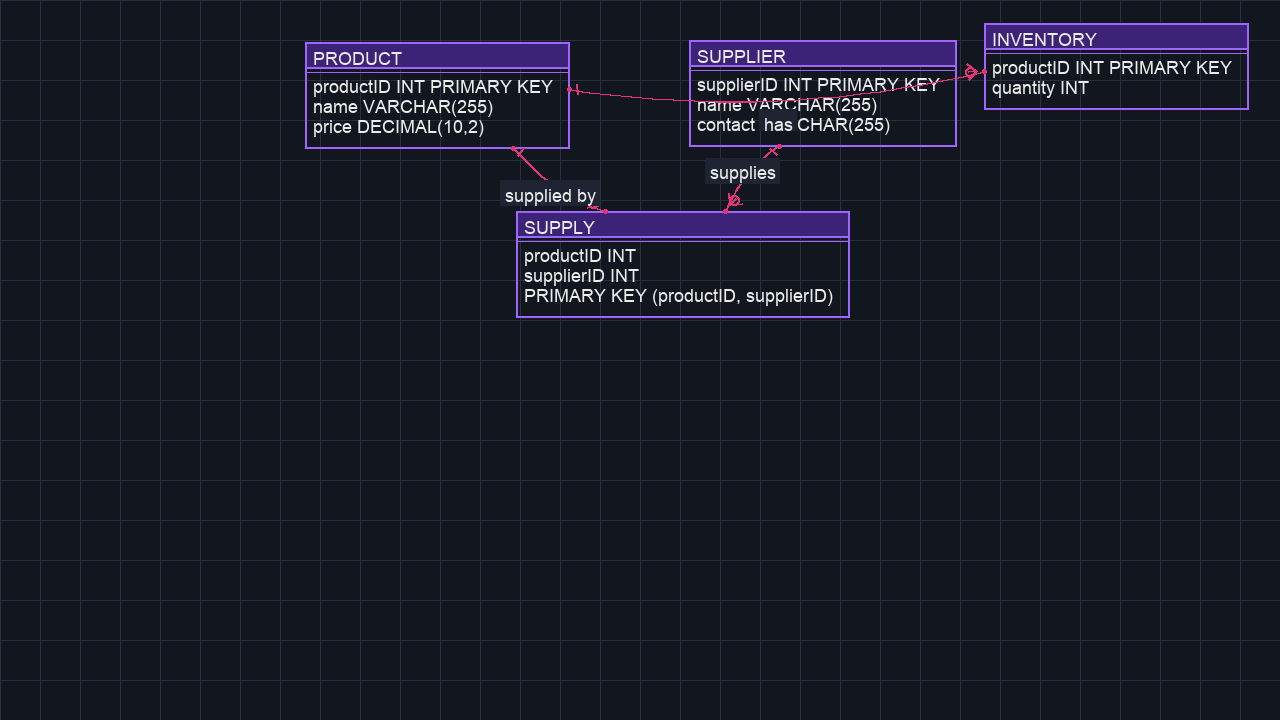 PRODUCT
productID INT PRIMARY KEY
name VARCHAR(255)
price DECIMAL(10,2)
SUPPLIER
supplierID INT PRIMARY KEY
name VARCHAR(255)
contact has CHAR(255)
INVENTORY
productID INT PRIMARY KEY
quantity INT
supplied by
supplies
SUPPLY
productID INT
supplierID INT
PRIMARY KEY (productID, supplierID)